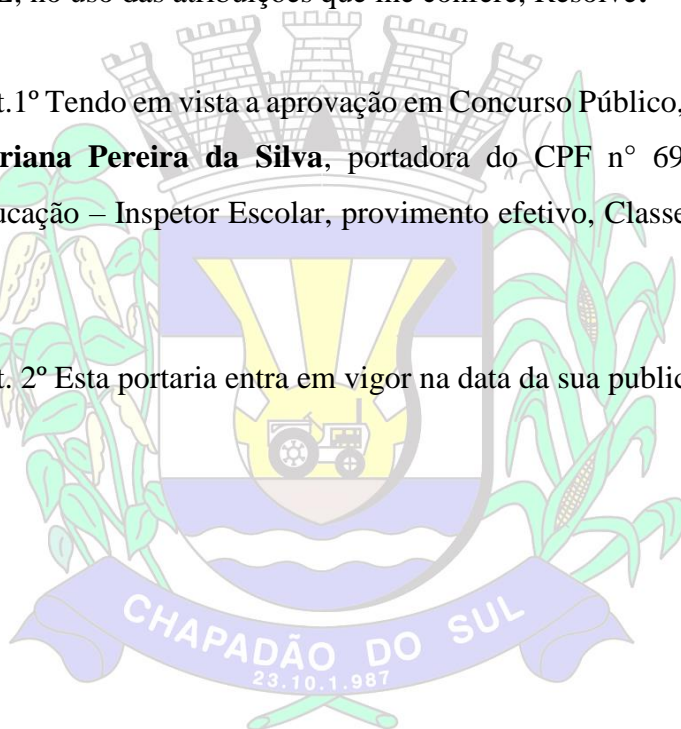 E, no uso das atribuições que lhe confere, Resolve:
t.1º Tendo em vista a aprovação em Concurso Público,
riana Pereira da Silva, portadora do CPF n° 69
ucação – Inspetor Escolar, provimento efetivo, Classe
t. 2º Esta portaria entra em vigor na data da sua public
CHAPADÃO DO SUL
23.10.1.987